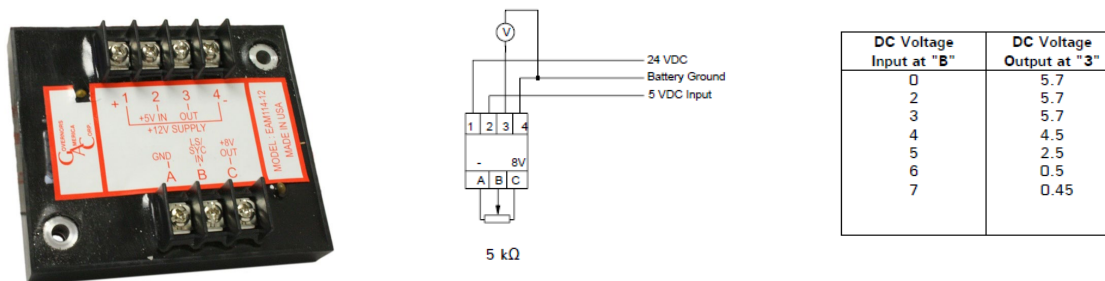 + 1 2 3 4 -
+5V IN OUT
+12V SUPPLY
LS/
SYC +8V
GND IN OUT
A B C
GOVERNORS
AMERICA
CORP.
MODEL : EAM114-12
MADE IN USA
V
24 VDC
Battery Ground
5 VDC Input
1 2 3 4
- 8V
A B C
5 kΩ
DC Voltage DC Voltage
Input at "B" Output at "3"
0 5.7
2 5.7
3 5.7
4 4.5
5 2.5
6 0.5
7 0.45